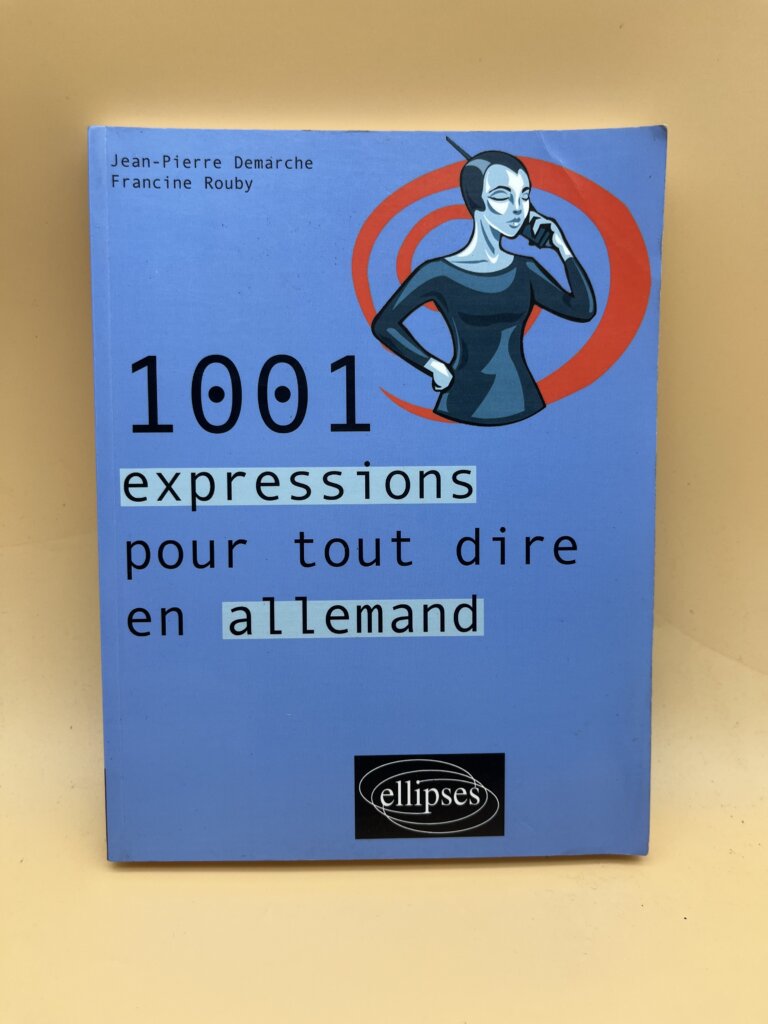 Jean-Pierre Demarche
Francine Rouby
1001
expressions
pour tout dire
en allemand
ellipses